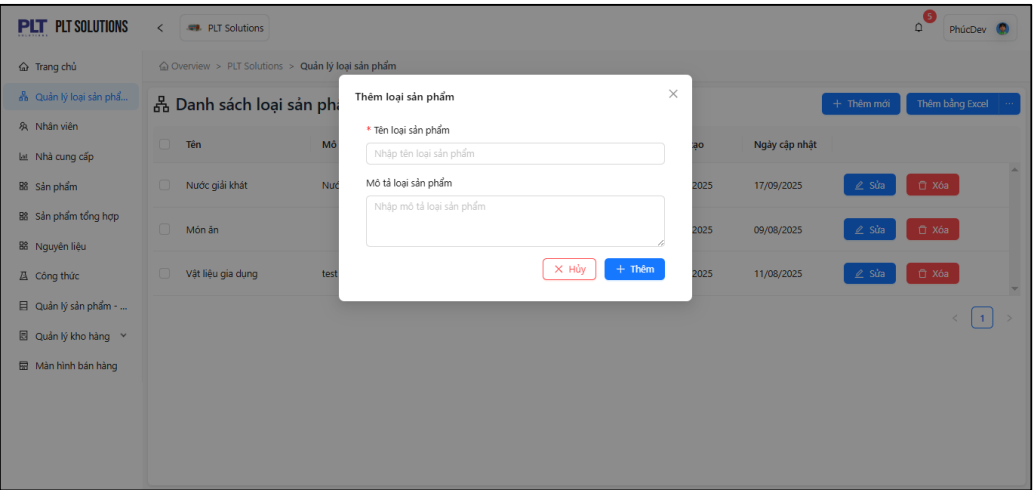 PLT SOLUTIONS PLT SOLUTIONS
PLT Solutions
5
PhúcDev
Trang chủ
Overview > PLT Solutions > Quản lý loại sản phẩm
Quản lý loại sản phẩ...
Danh sách loại sản ph
Thêm mới
Thêm bằng Excel ...
Nhân viên
Nhà cung cấp
Sản phẩm
Sản phẩm tổng hợp
Nguyên liệu
Công thức
Quản lý sản phẩm - ...
Quản lý kho hàng
Màn hình bán hàng
Tên Mô ạo Ngày cập nhật
Nước giải khát Nướ 2025 17/09/2025 Sửa Xóa
Món ăn 2025 09/08/2025 Sửa Xóa
Vật liệu gia dụng test 2025 11/08/2025 Sửa Xóa
< 1 >
Thêm loại sản phẩm
* Tên loại sản phẩm
Nhập tên loại sản phẩm
Mô tả loại sản phẩm
Nhập mô tả loại sản phẩm
Hủy
+ Thêm